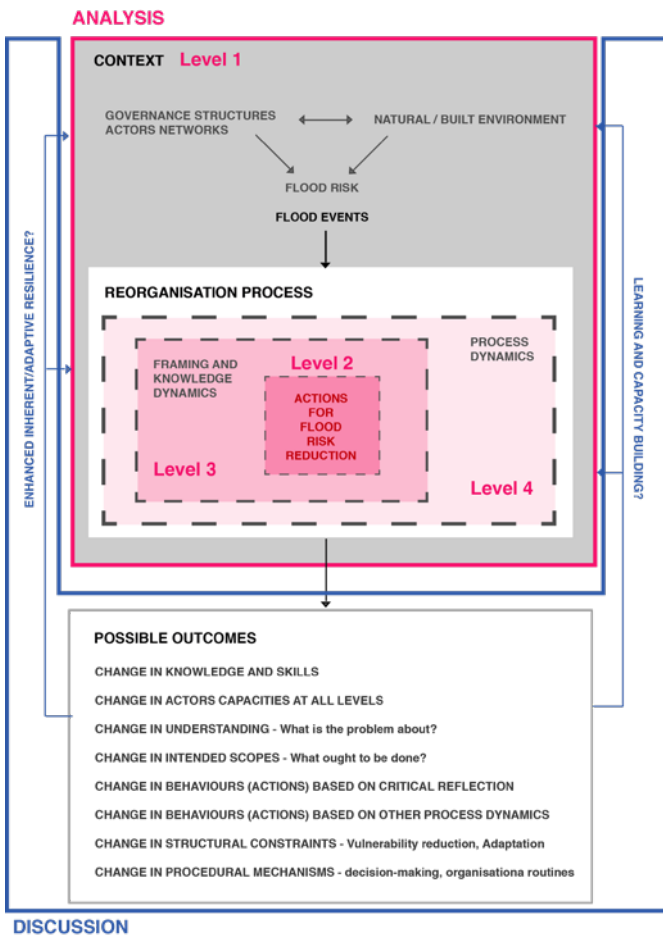 ANALYSIS
CONTEXT Level 1
GOVERNANCE STRUCTURES
ACTORS NETWORKS
NATURAL / BUILT ENVIRONMENT
FLOOD RISK
FLOOD EVENTS
REORGANISATION PROCESS
FRAMING AND
KNOWLEDGE
DYNAMICS
Level 2
PROCESS
DYNAMICS
ACTIONS
FOR
FLOOD
RISK
REDUCTION
Level 3
Level 4
ENHANCED INHERENT/ADAPTIVE RESILIENCE?
LEARNING AND CAPACITY BUILDING?
POSSIBLE OUTCOMES
CHANGE IN KNOWLEDGE AND SKILLS
CHANGE IN ACTORS CAPACITIES AT ALL LEVELS
CHANGE IN UNDERSTANDING - What is the problem about?
CHANGE IN INTENDED SCOPES - What ought to be done?
CHANGE IN BEHAVIOURS (ACTIONS) BASED ON CRITICAL REFLECTION
CHANGE IN BEHAVIOURS (ACTIONS) BASED ON OTHER PROCESS DYNAMICS
CHANGE IN STRUCTURAL CONSTRAINTS - Vulnerability reduction, Adaptation
CHANGE IN PROCEDURAL MECHANISMS - decision-making, organisationa routines
DISCUSSION